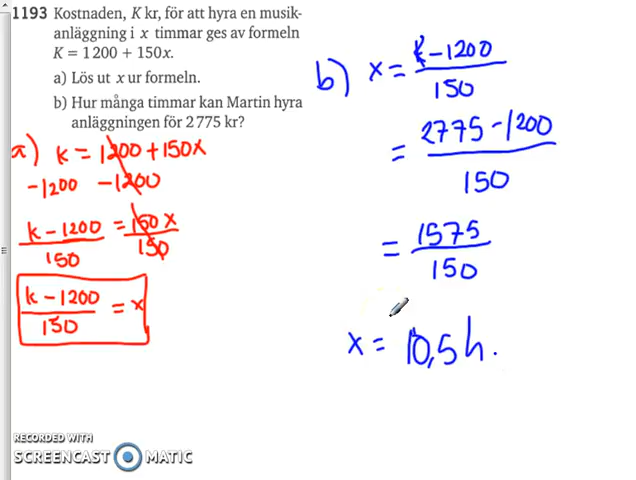 1193 Kostnaden, K kr, för att hyra en musik-
anläggning i x timmar ges av formeln
K = 1 200 + 150x.
a) Lös ut x ur formeln.
b) Hur många timmar kan Martin hyra
anläggningen för 2 775 kr?
a) k = 1200 + 150x
-1200 -1200
k - 1200 = 150x
150 150
k - 1200 = x
150
b) x = k - 1200
150
= 2775 - 1200
150
= 1575
150
x = 10,5 h.
RECORDED WITH
SCREENCAST MATIC